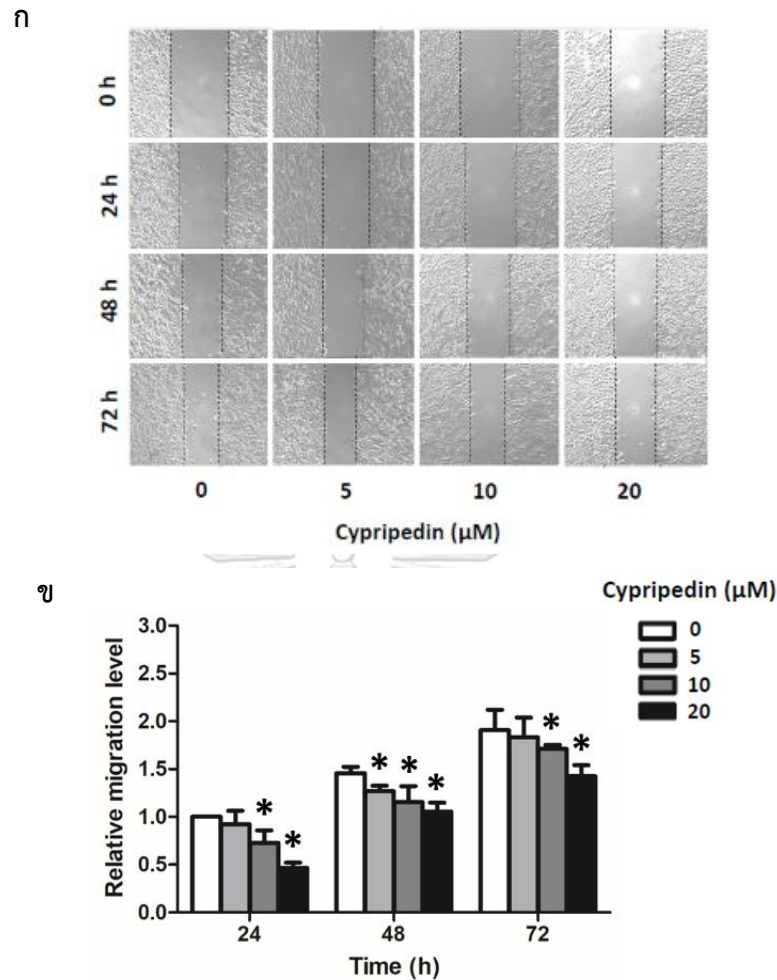 ก
0 h
24 h
48 h
72 h
0 5 10 20
Cypripedin (μM)
ข
Cypripedin (μM)
0
5
10
20
Relative migration level
3.0
2.5
2.0
1.5
1.0
0.5
0.0
* *
* * *
* *
24 48 72
Time (h)